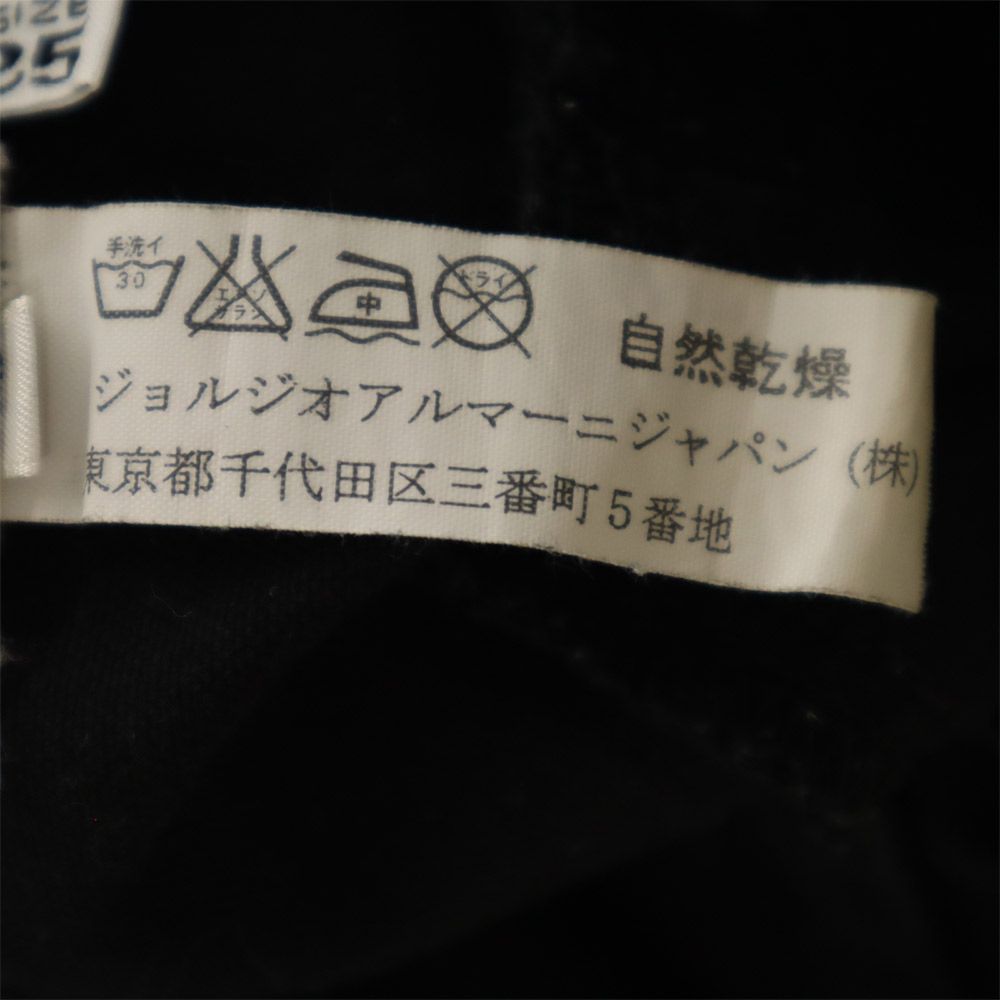 SIZE
25
手洗イ
30
エンソ
サラシ
中
ドライ
自然乾燥
ジョルジオアルマーニジャパン (株)
東京都千代田区三番町5番地